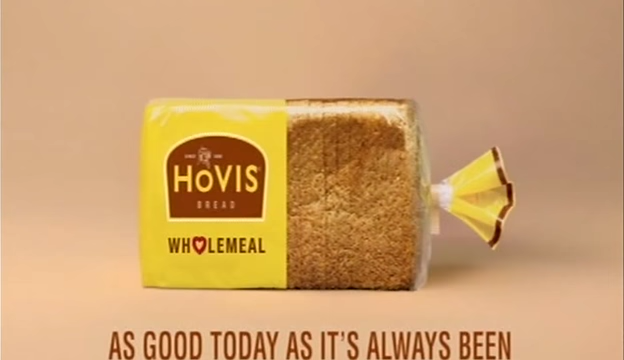 HOVIS
BREAD
WHOLEMEAL
AS GOOD TODAY AS IT'S ALWAYS BEEN